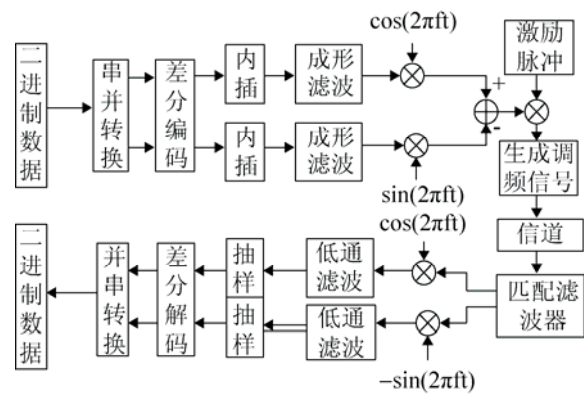 cos(2πft)
激励
脉冲
二进制数据
串并转换
差分编码
内插
成形
滤波
+
-
内插
成形
滤波
sin(2πft)
生成调
频信号
cos(2πft)
信道
二进制数据
并串转换
差分解码
抽样
低通
滤波
匹配滤
波器
抽样
低通
滤波
−sin(2πft)